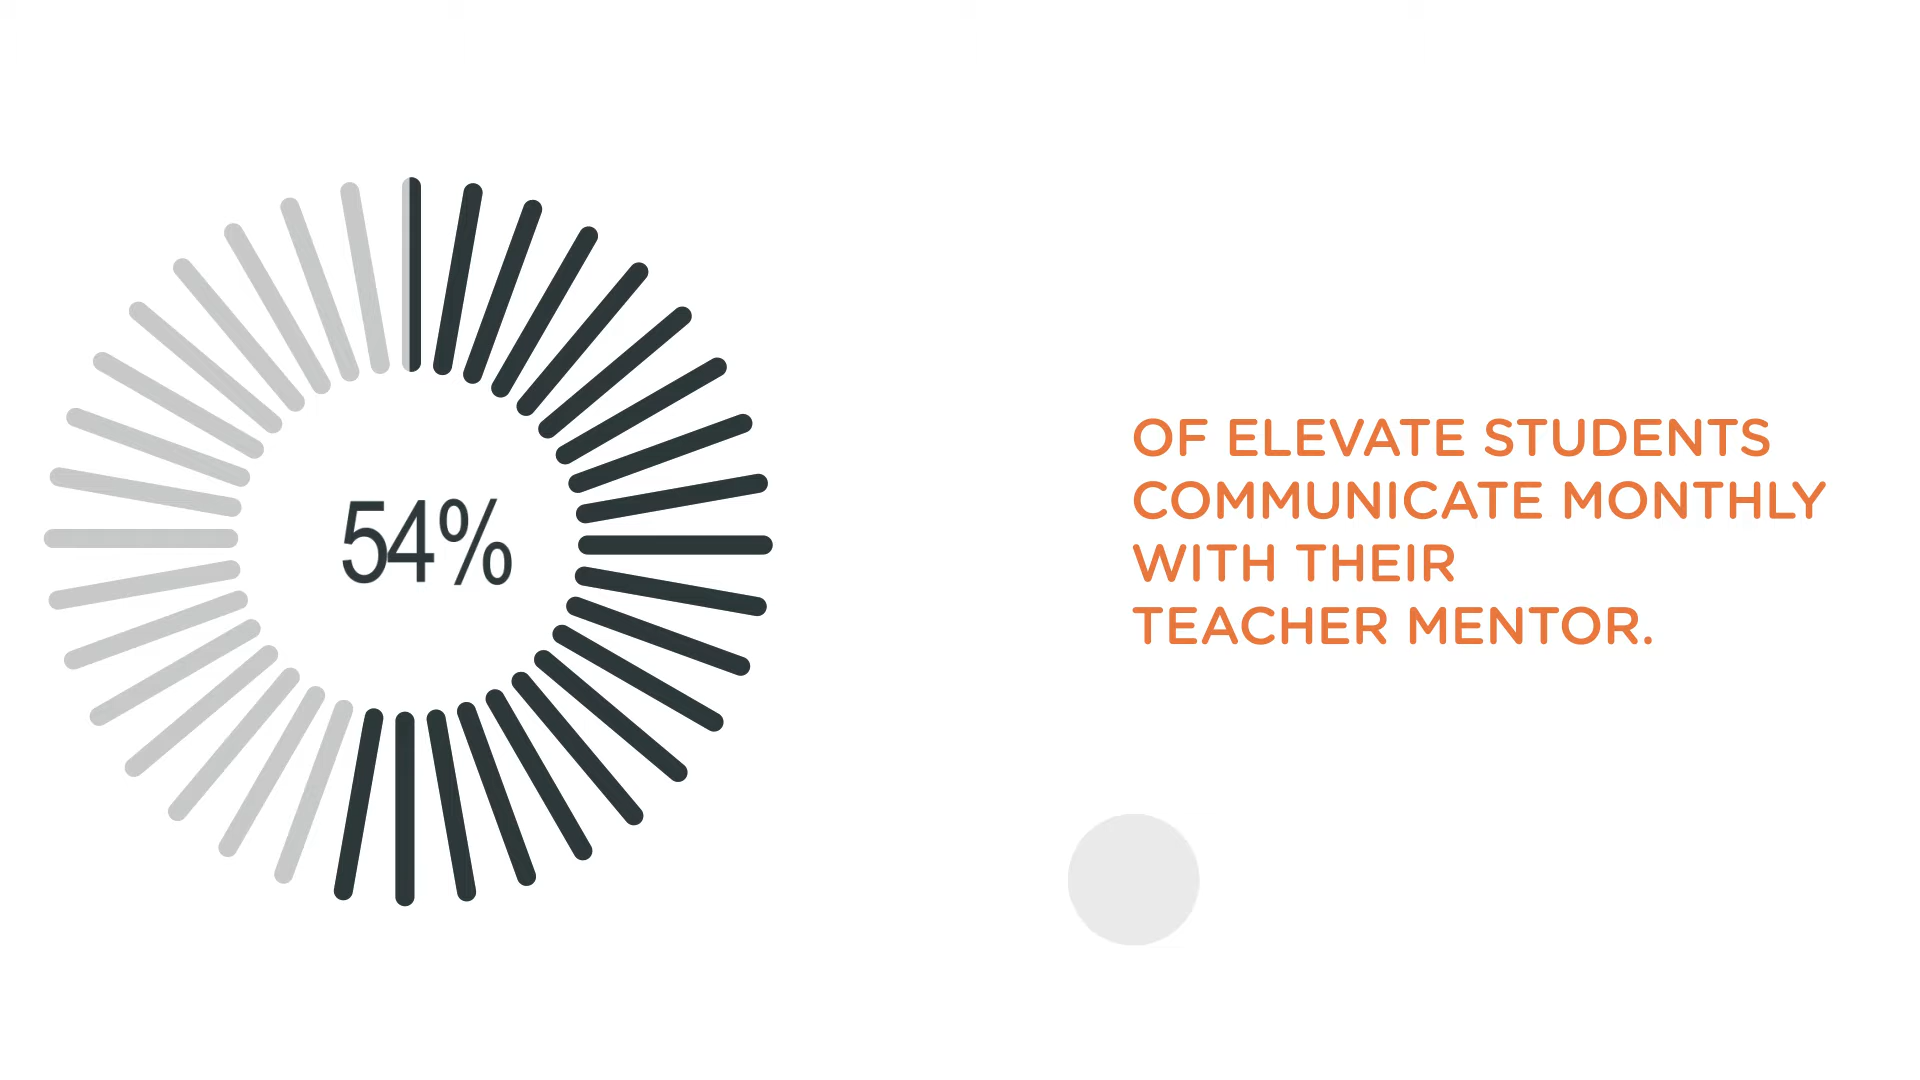 54%
OF ELEVATE STUDENTS
COMMUNICATE MONTHLY
WITH THEIR
TEACHER MENTOR.